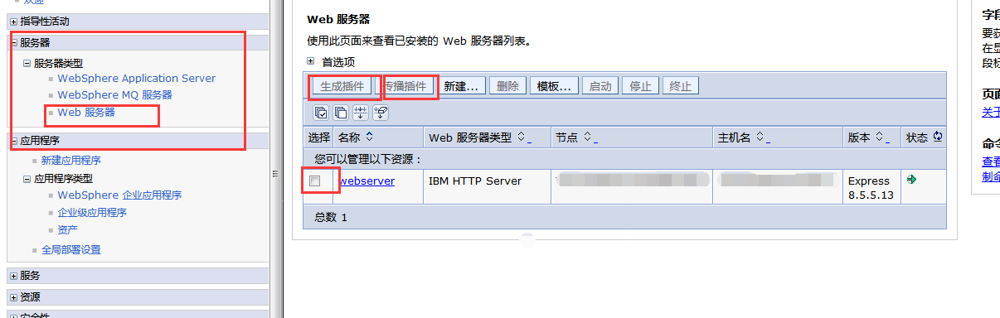 欢迎
指导性活动
服务器
服务器类型
WebSphere Application Server
WebSphere MQ 服务器
Web 服务器
应用程序
新建应用程序
应用程序类型
WebSphere 企业应用程序
企业级应用程序
资产
全局部署设置
服务
资源
安全性
Web 服务器
使用此页面来查看已安装的 Web 服务器列表。
首选项
生成插件 传播插件 新建... 删除 模板... 启动 停止 终止
选择 名称 Web 服务器类型 节点 主机名 版本 状态
您可以管理以下资源：
webserver IBM HTTP Server Express
8.5.5.13
总数 1
要获
在显
段标
页面
关于
命令
查看
制命